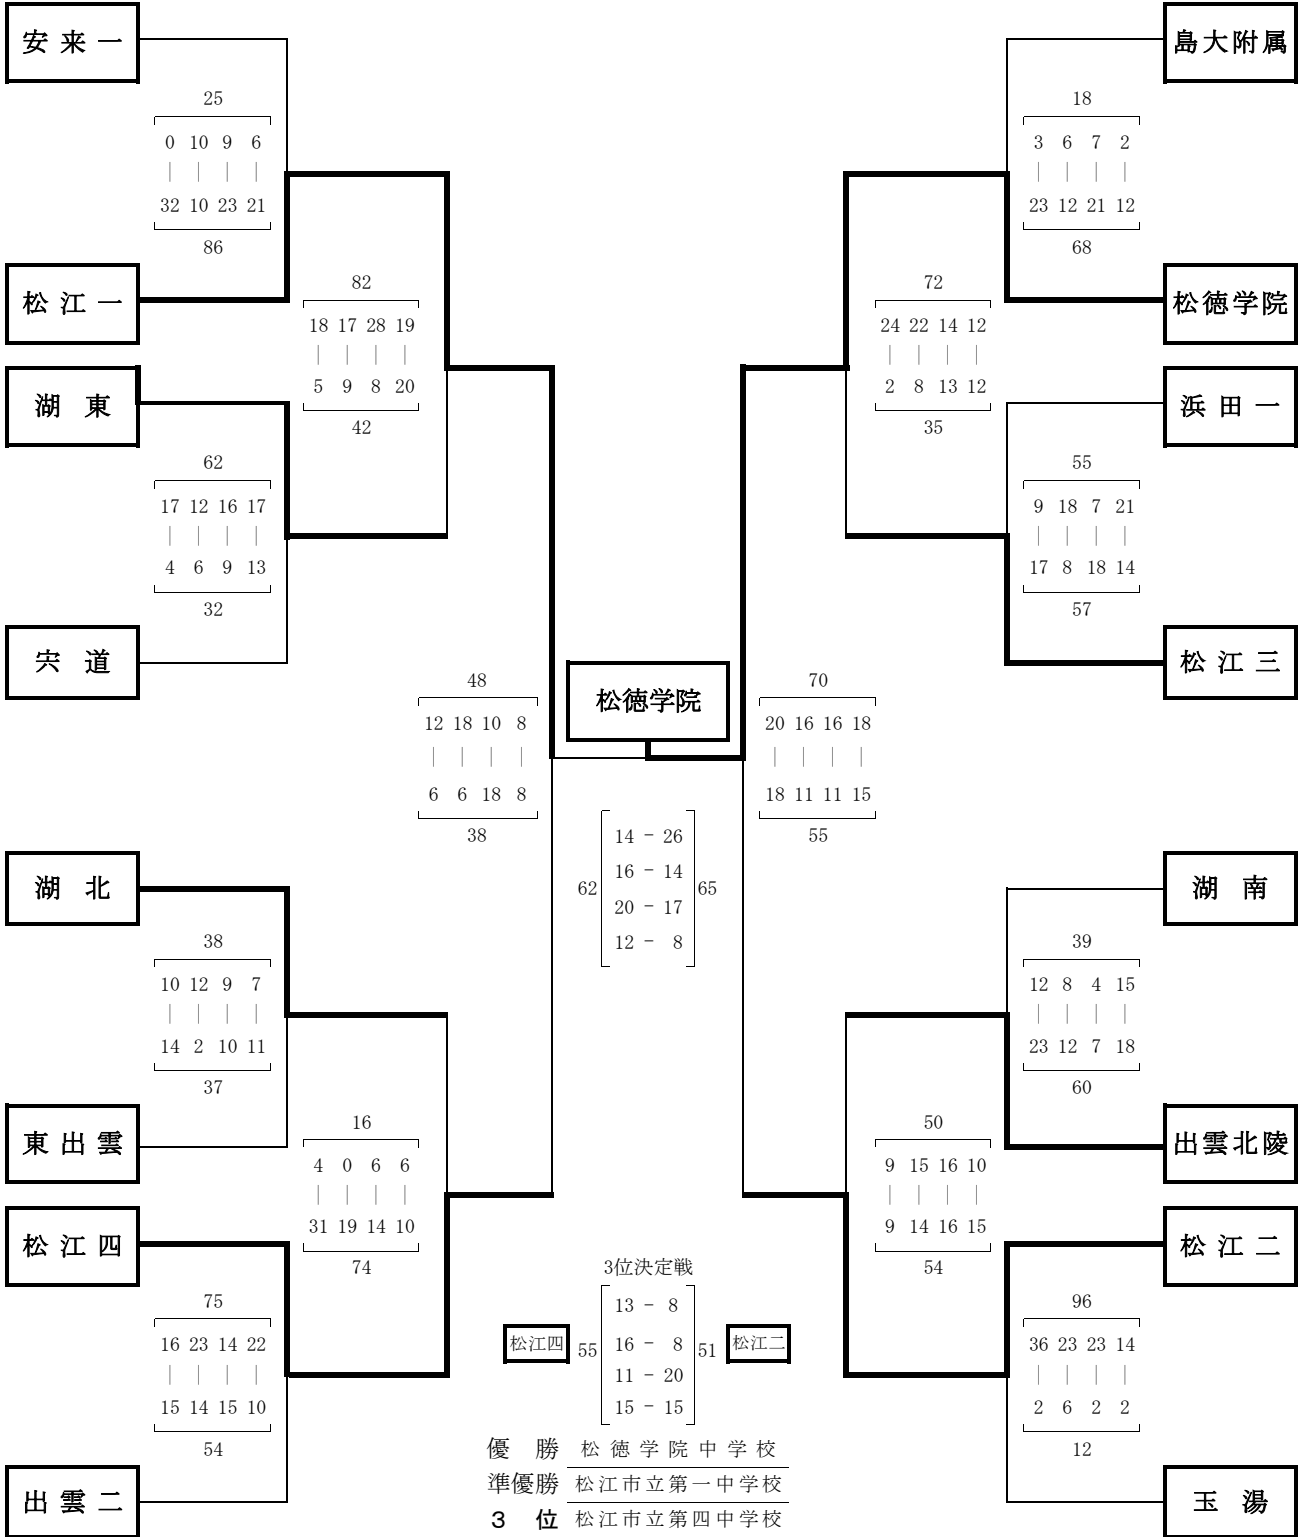 安来一
島大附属
25
0 10 9 6
| | | |
32 10 23 21
86
18
3 6 7 2
| | | |
23 12 21 12
68
松江一
松徳学院
82
18 17 28 19
| | | |
5 9 8 20
42
72
24 22 14 12
| | | |
2 8 13 12
35
湖東
浜田一
62
17 12 16 17
| | | |
4 6 9 13
32
55
9 18 7 21
| | | |
17 8 18 14
57
宍道
松江三
48
12 18 10 8
| | | |
6 6 18 8
38
松徳学院
70
20 16 16 18
| | | |
18 11 11 15
55
62
14 - 26
16 - 14
20 - 17
12 - 8
65
湖北
湖南
38
10 12 9 7
| | | |
14 2 10 11
37
39
12 8 4 15
| | | |
23 12 7 18
60
東出雲
出雲北陵
16
4 0 6 6
| | | |
31 19 14 10
74
50
9 15 16 10
| | | |
9 14 16 15
54
松江四
松江二
75
16 23 14 22
| | | |
15 14 15 10
54
96
36 23 23 14
| | | |
2 6 2 2
12
出雲二
玉湯
3位決定戦
松江四
55
13 - 8
16 - 8
11 - 20
15 - 15
51
松江二
優勝 松徳学院中学校
準優勝 松江市立第一中学校
3位 松江市立第四中学校